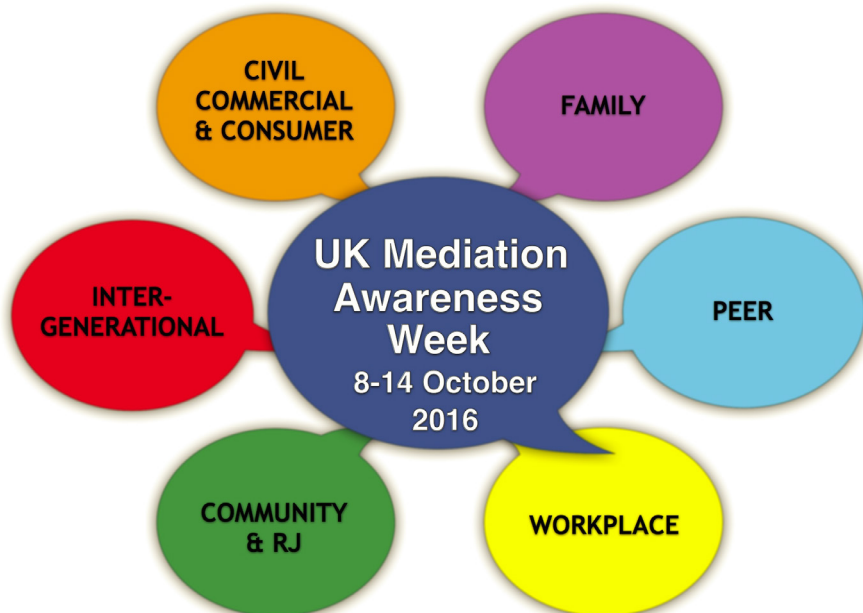 CIVIL
COMMERCIAL
& CONSUMER
FAMILY
INTER-
GENERATIONAL
UK Mediation
Awareness
Week
8-14 October
2016
PEER
COMMUNITY
& RJ
WORKPLACE